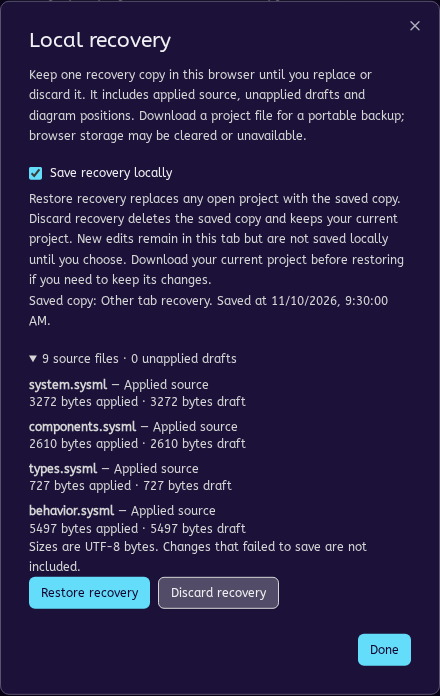 Local recovery
Keep one recovery copy in this browser until you replace or
discard it. It includes applied source, unapplied drafts and
diagram positions. Download a project file for a portable backup;
browser storage may be cleared or unavailable.
Save recovery locally
Restore recovery replaces any open project with the saved copy.
Discard recovery deletes the saved copy and keeps your current
project. New edits remain in this tab but are not saved locally
until you choose. Download your current project before restoring
if you need to keep its changes.
Saved copy: Other tab recovery. Saved at 11/10/2026, 9:30:00
AM.
▼ 9 source files · 0 unapplied drafts
system.sysml — Applied source
3272 bytes applied · 3272 bytes draft
components.sysml — Applied source
2610 bytes applied · 2610 bytes draft
types.sysml — Applied source
727 bytes applied · 727 bytes draft
behavior.sysml — Applied source
5497 bytes applied · 5497 bytes draft
Sizes are UTF-8 bytes. Changes that failed to save are not
included.
Restore recovery
Discard recovery
Done